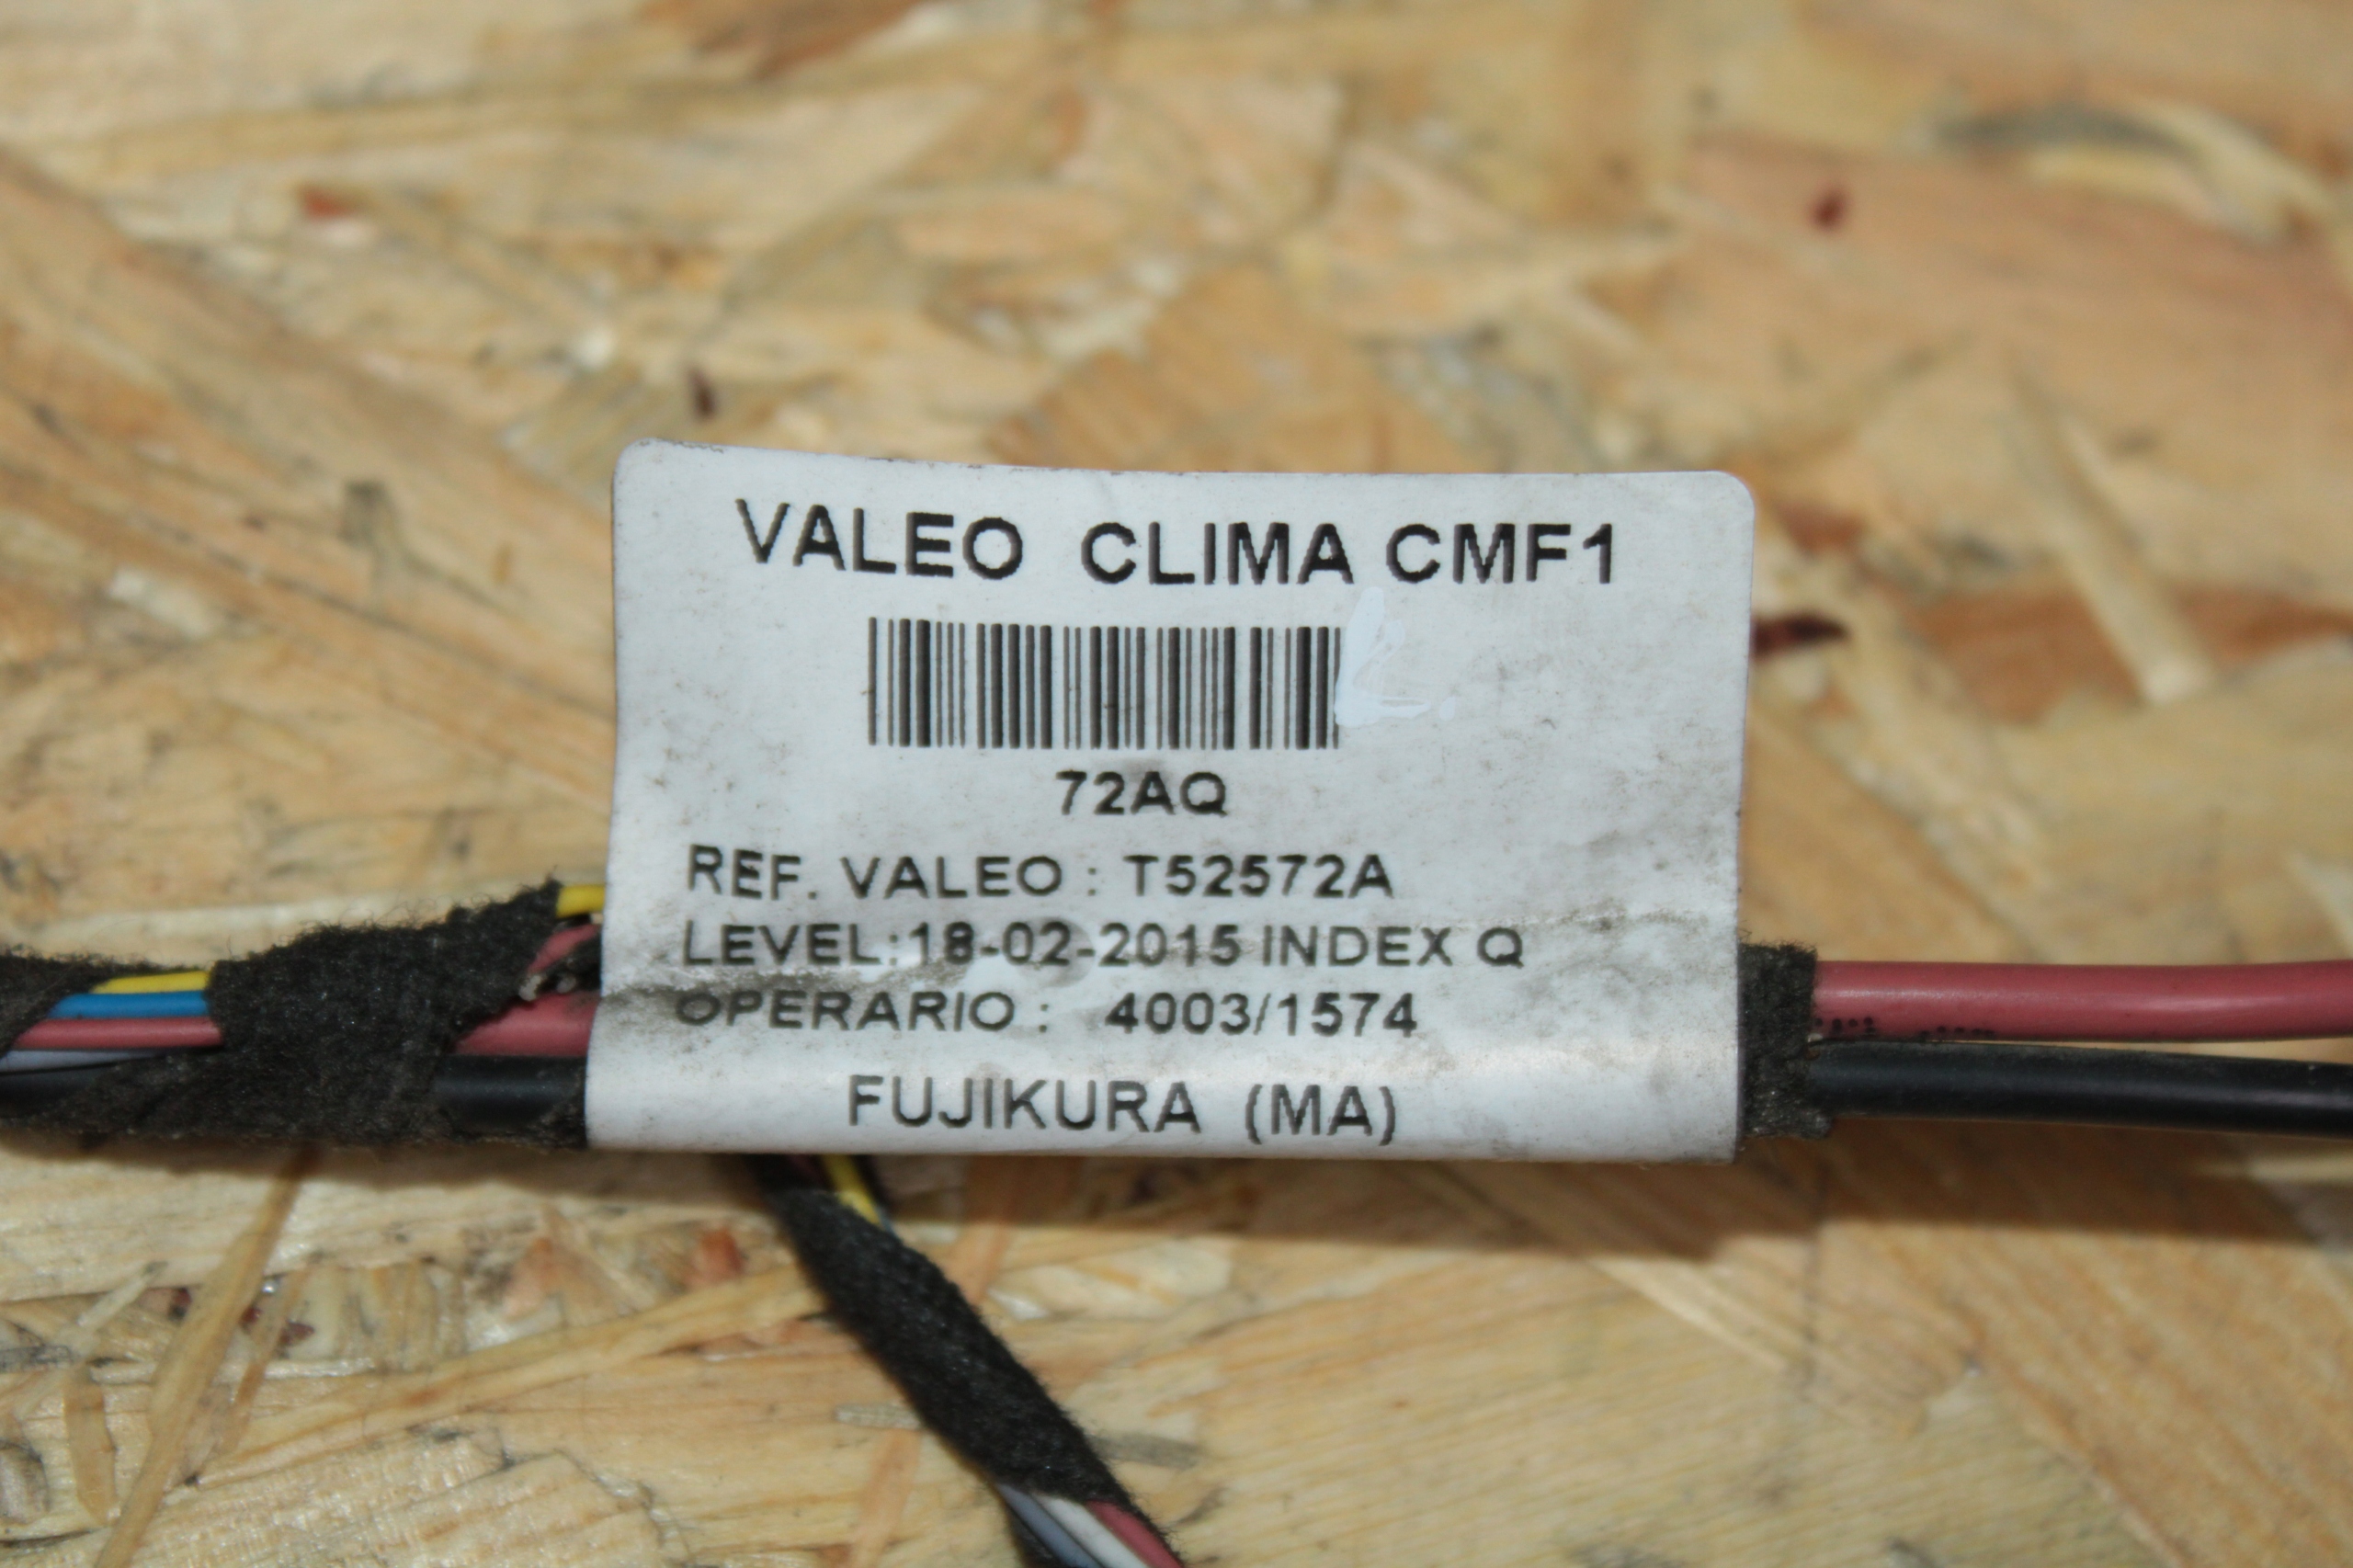 VALEO CLIMA CMF1
72AQ
REF. VALEO : T52572A
LEVEL:18-02-2015 INDEX Q
OPERARIO : 4003/1574
FUJIKURA (MA)